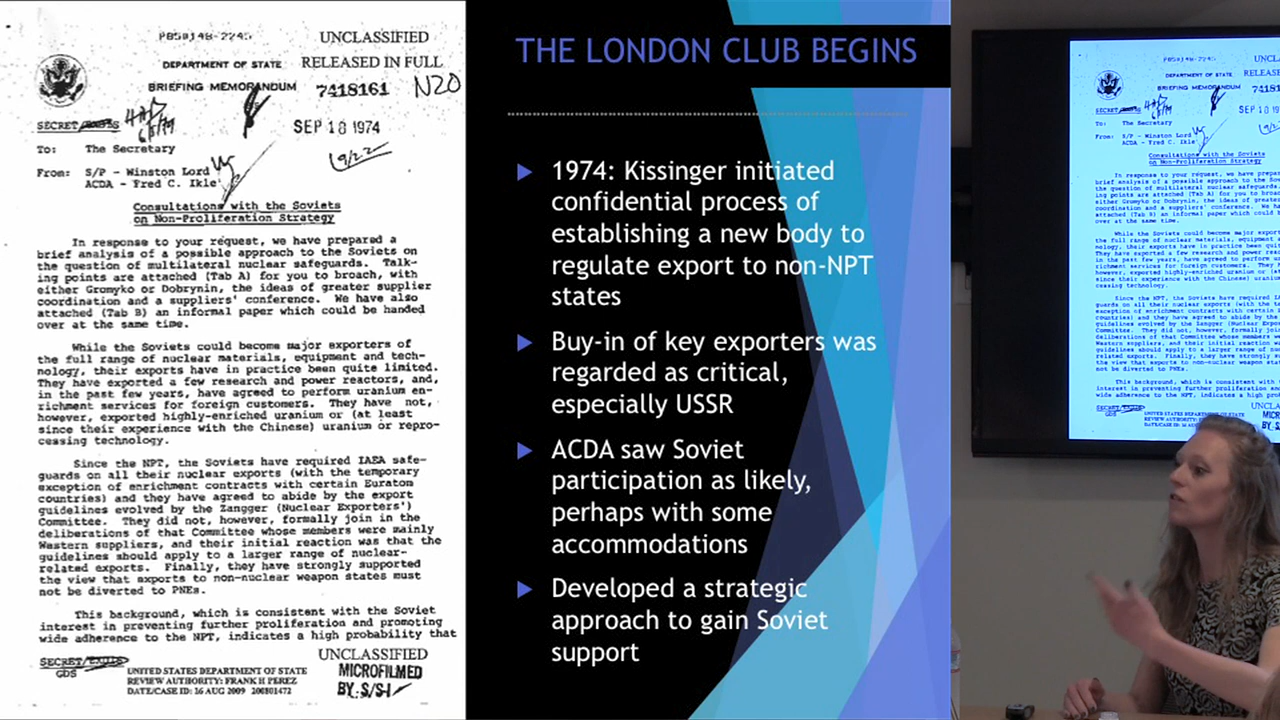 UNCLASSIFIED
DEPARTMENT OF STATE
RELEASED IN FULL
BRIEFING MEMORANDUM
7418161
N20
SECRET
SEP 18 1974
To: The Secretary
(9/22
From: S/P - Winston Lord
ACDA - Fred C. Ikle
Consultations with the Soviets
on Non-Proliferation Strategy
In response to your request, we have prepared a
brief analysis of a possible approach to the Soviets on
the question of multilateral nuclear safeguards. Talk-
ing points are attached (Tab A) for you to broach, with
either Gromyko or Dobrynin, the ideas of greater supplier
coordination and a suppliers' conference. We have also
attached (Tab B) an informal paper which could be handed
over at the same time.
While the Soviets could become major exporters of
the full range of nuclear materials, equipment and tech-
nology, their exports have in practice been quite limited.
They have exported a few research and power reactors, and,
in the past few years, have agreed to perform uranium en-
richment services for foreign customers. They have not,
however, exported highly-enriched uranium or (at least
since their experience with the Chinese) uranium or repro-
cessing technology.
Since the NPT, the Soviets have required IAEA safe-
guards on all their nuclear exports (with the temporary
exception of enrichment contracts with certain Euratom
countries) and they have agreed to abide by the export
guidelines evolved by the Zangger (Nuclear Exporters')
Committee. They did not, however, formally join in the
deliberations of that Committee whose members were mainly
Western suppliers, and their initial reaction was that the
guidelines should apply to a larger range of nuclear-
related exports. Finally, they have strongly supported
the view that exports to non-nuclear weapon states must
not be diverted to PNEs.
This background, which is consistent with the Soviet
interest in preventing further proliferation and promoting
wide adherence to the NPT, indicates a high probability that
SECRET
GDS
UNCLASSIFIED
UNITED STATES DEPARTMENT OF STATE
REVIEW AUTHORITY: FRANK H PEREZ
DATE/CASE ID: 16 AUG 2009 200801472
MICROFILMED
BY: S/S-I
THE LONDON CLUB BEGINS
1974: Kissinger initiated
confidential process of
establishing a new body to
regulate export to non-NPT
states
Buy-in of key exporters was
regarded as critical,
especially USSR
ACDA saw Soviet
participation as likely,
perhaps with some
accommodations
Developed a strategic
approach to gain Soviet
support